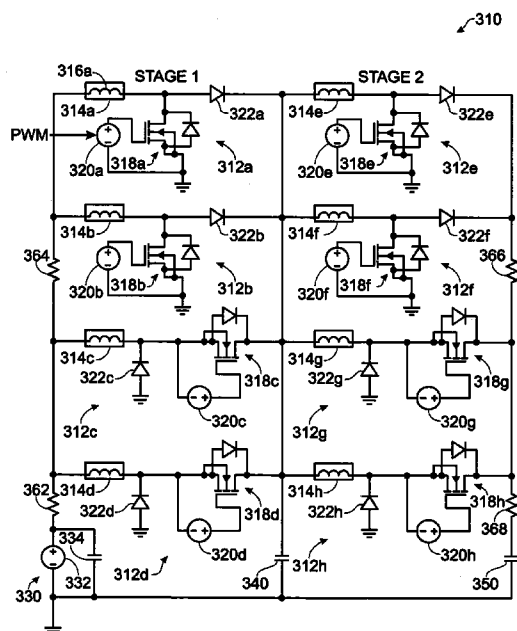 310
316a STAGE 1 STAGE 2
314a 322a 314e 322e
PWM
320a 318a 312a 320e 318e 312e
314b 322b 314f 322f
364 366
320b 318b 312b 320f 318f 312f
314c 314g
322c 318c 322g 318g
320c 320g
312c 312g
314d 314h
362 318d 318h
322d 322h 368
334 320d 320h
332 340 350
330 312d 312h